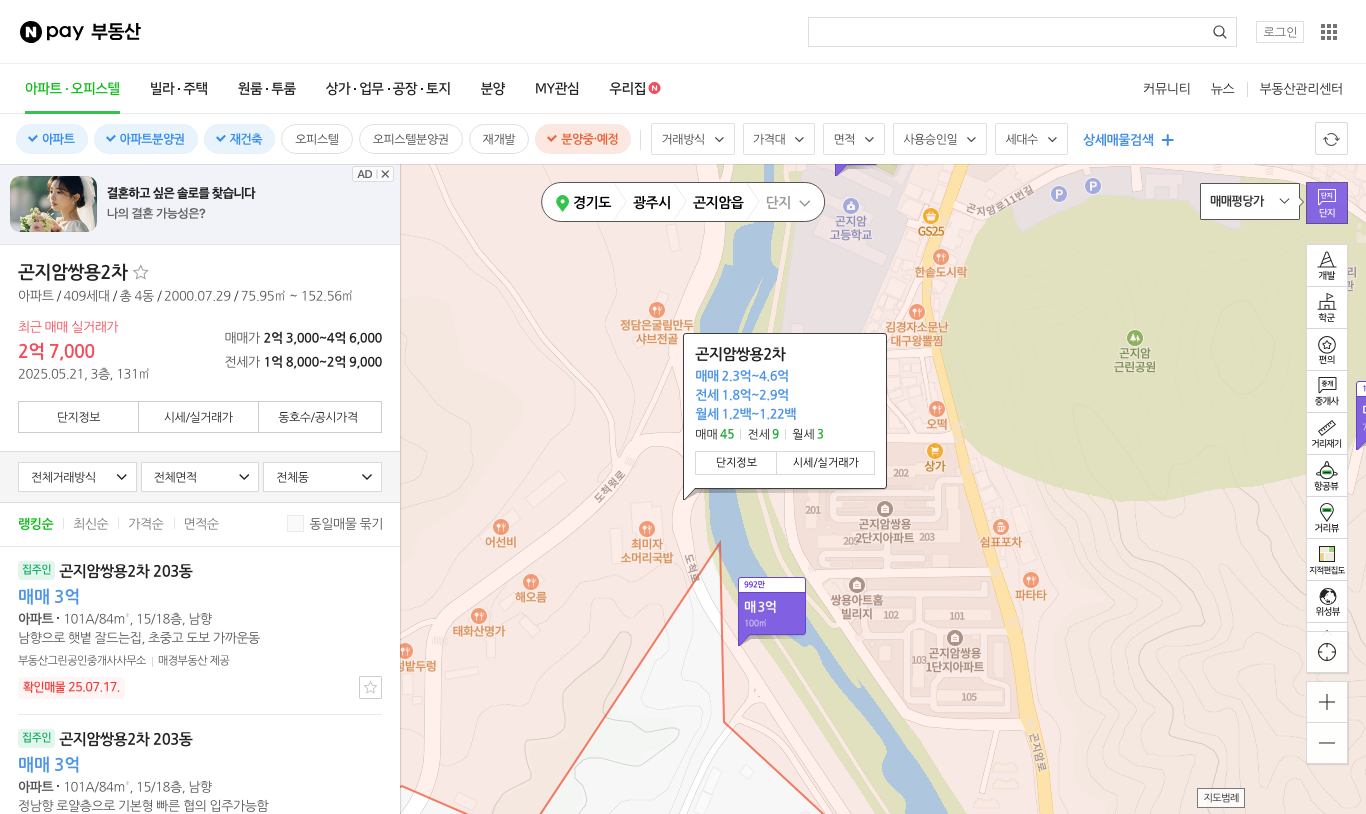 N pay 부동산
로그인
아파트·오피스텔
빌라·주택
원룸·투룸
상가·업무·공장·토지
분양
MY관심
우리집 N
커뮤니티
뉴스
부동산관리센터
아파트
아파트분양권
재건축
오피스텔
오피스텔분양권
재개발
분양중·예정
거래방식
가격대
면적
사용승인일
세대수
상세매물검색
AD
결혼하고 싶은 솔로를 찾습니다
나의 결혼 가능성은?
곤지암쌍용2차
아파트 / 409세대 / 총 4동 / 2000.07.29 / 75.95㎡ ~ 152.56㎡
최근 매매 실거래가
2억 7,000
2025.05.21, 3층, 131㎡
매매가 2억 3,000~4억 6,000
전세가 1억 8,000~2억 9,000
단지정보
시세/실거래가
동호수/공시가격
전체거래방식
전체면적
전체동
랭킹순
최신순
가격순
면적순
동일매물 묶기
집주인 곤지암쌍용2차 203동
매매 3억
아파트 · 101A/84m², 15/18층, 남향
남향으로 햇볕 잘드는집, 초중고 도보 가까운동
부동산그린공인중개사사무소
매경부동산 제공
확인매물 25.07.17.
집주인 곤지암쌍용2차 203동
매매 3억
아파트 · 101A/84m², 15/18층, 남향
정남향 로얄층으로 기본형 빠른 협의 입주가능함
경기도
광주시
곤지암읍
단지
매매평당가
단지
단지
개발
학군
편의
중개
중개사
거리재기
항공뷰
거리뷰
지적편집도
위성뷰
지도범례
곤지암쌍용2차
매매 2.3억~4.6억
전세 1.8억~2.9억
월세 1.2백~1.22백
매매 45
전세 9
월세 3
단지정보
시세/실거래가
992만
매 3억
100㎡
곤지암로11번길
P
P
곤지암
고등학교
GS25
한솥도시락
정담은굴림만두
샤브전골
김경자소문난
대구왕뽈찜
곤지암
근린공원
오떡
상가
202
201
203
곤지암쌍용
2단지아파트
쉼표포차
도척윗로
어선비
최미자
소머리국밥
도척로
해오름
태화산명가
쌍용아트홈
빌리지
102
101
파타타
곤지암쌍용
1단지아파트
103
105
곤지암로